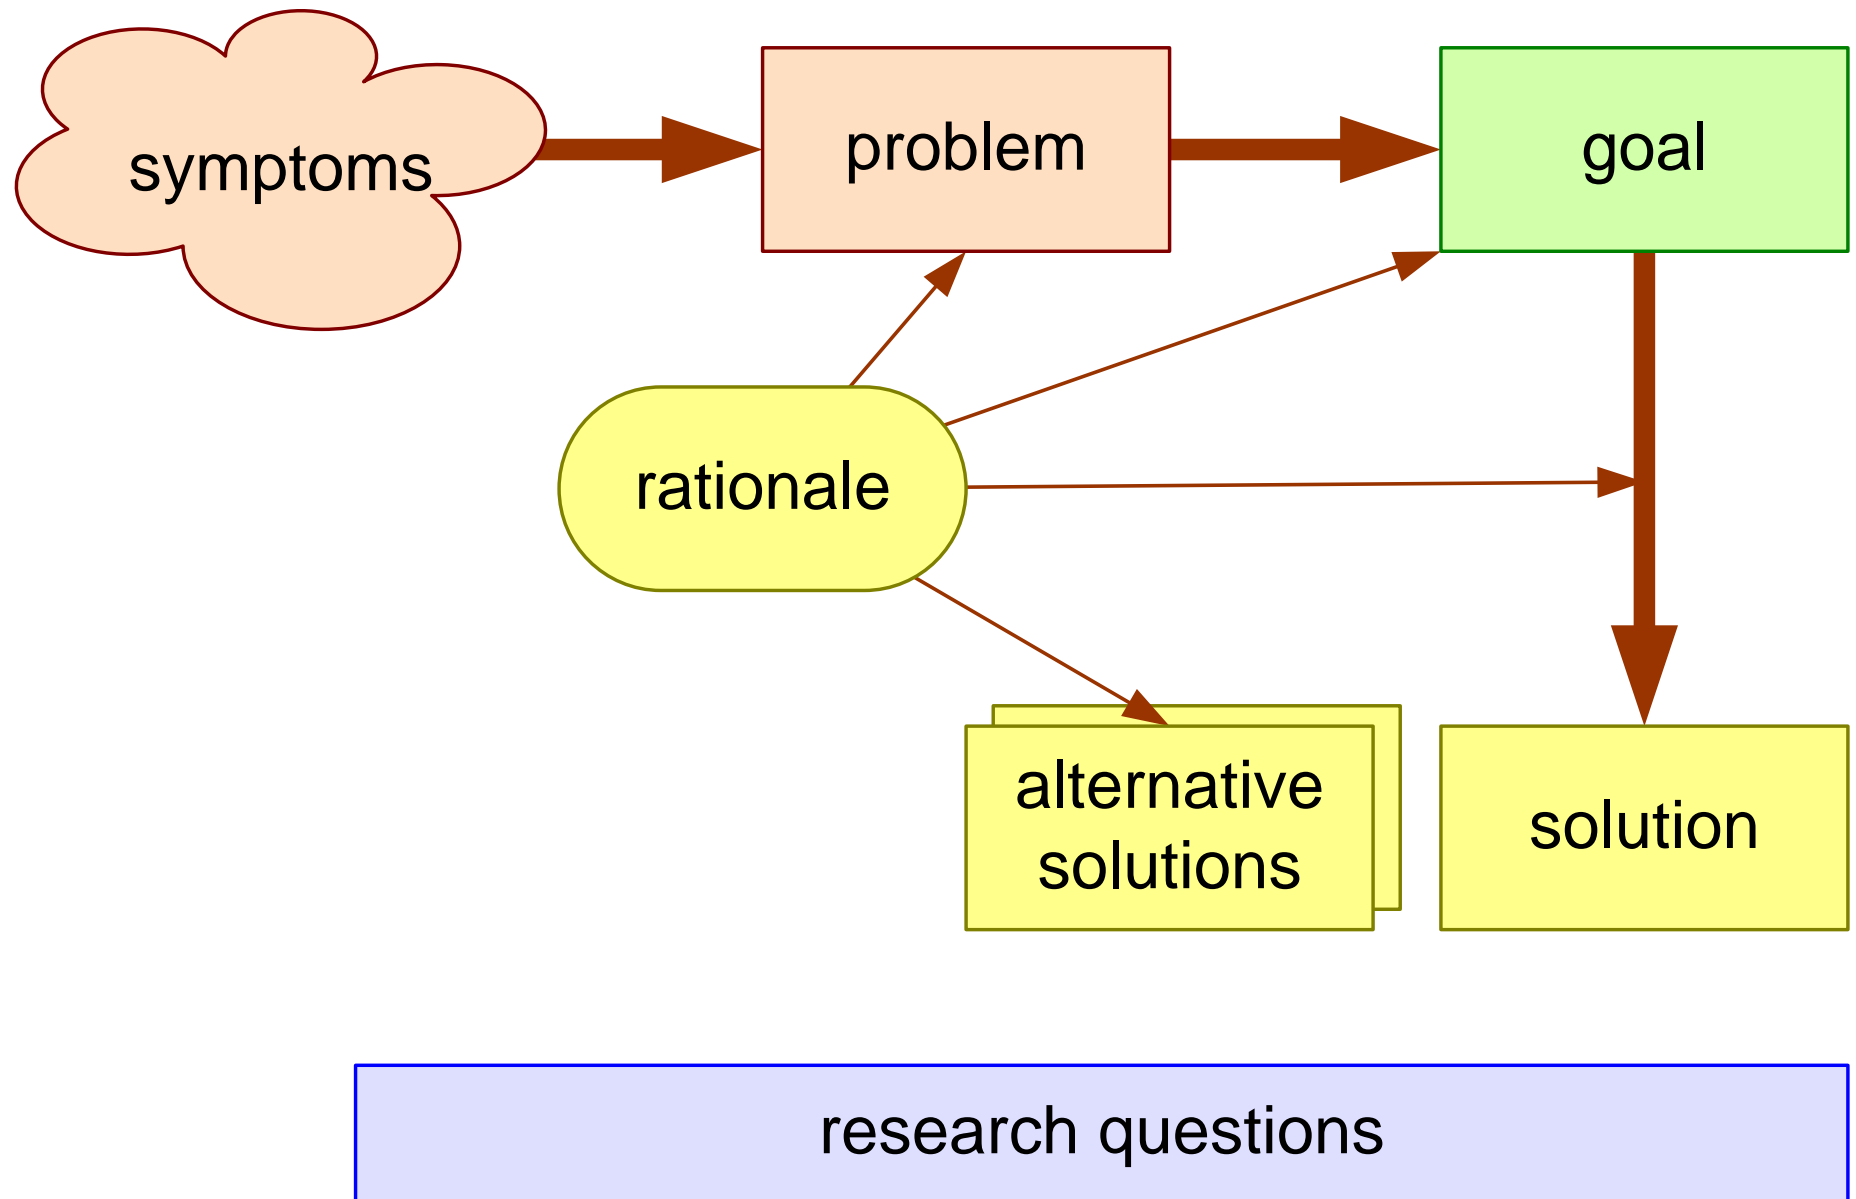 symptoms
problem
goal
rationale
alternative
solutions
solution
research questions